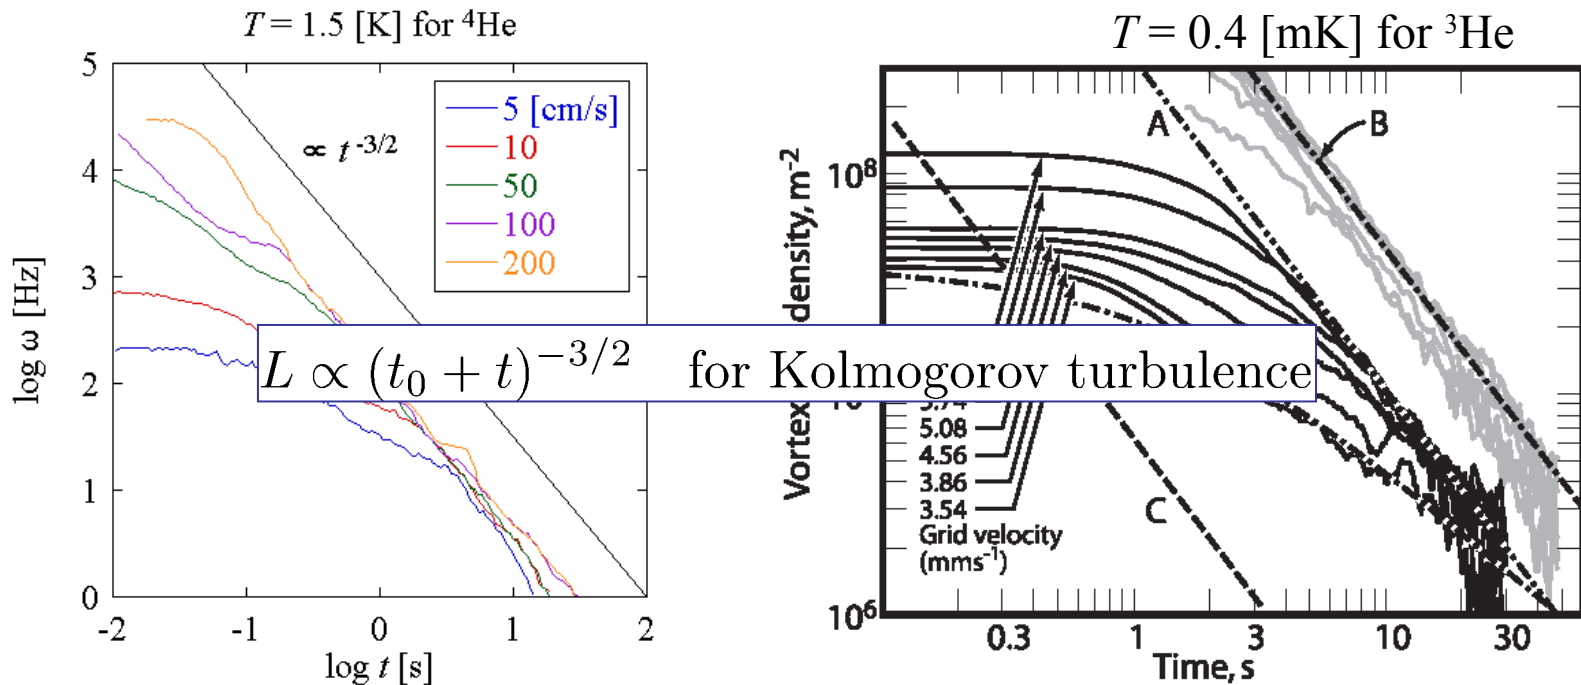 T = 1.5 [K] for ⁴He
5
4
3
2
1
0
-2
-1
0
1
2
log ω [Hz]
log t [s]
5 [cm/s]
10
50
100
200
∝ t⁻³/²
T = 0.4 [mK] for ³He
A
B
C
10⁸
10⁶
density, m⁻²
L ∝ (t₀ + t)⁻³/² for Kolmogorov turbulence
5.08
4.56
3.86
3.54
Grid velocity
(mms⁻¹)
0.3
1
3
10
30
Time, s